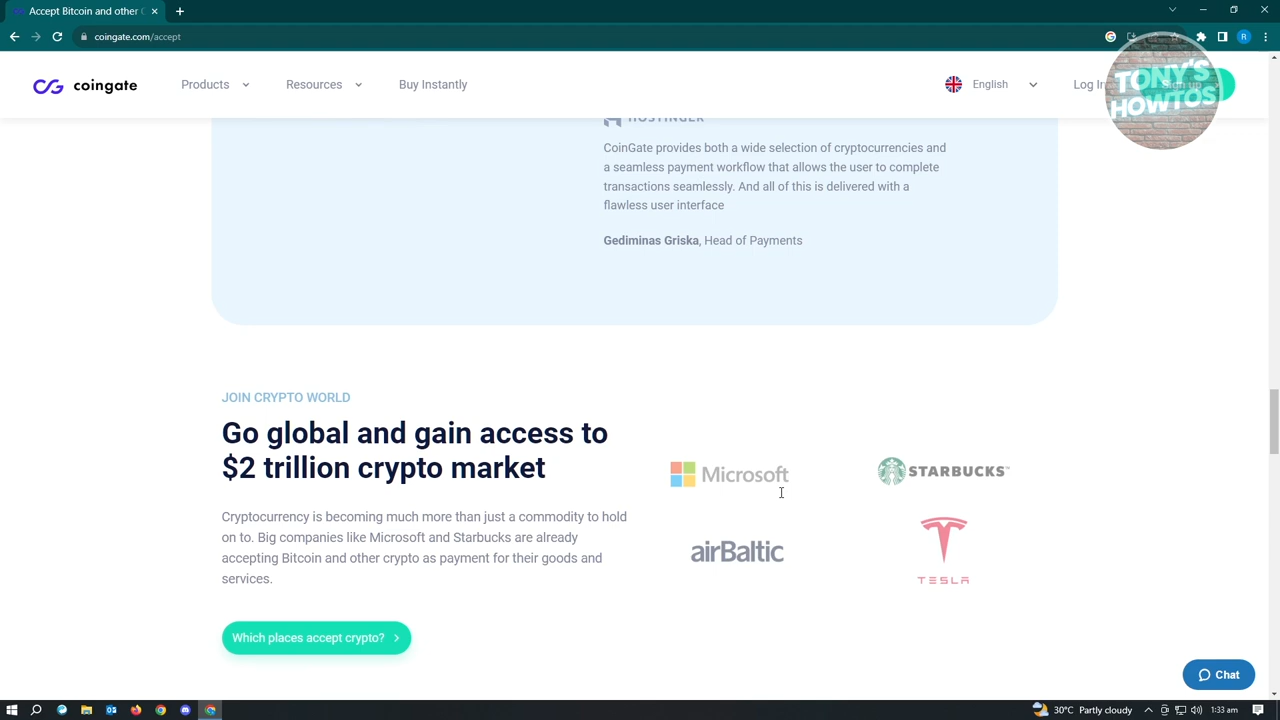 Accept Bitcoin and other
coingate.com/accept
R
coingate
Products
Resources
Buy Instantly
English
Log In
Sign up
TONY'S
HOWTOS
HOSTINGER
CoinGate provides both a wide selection of cryptocurrencies and
a seamless payment workflow that allows the user to complete
transactions seamlessly. And all of this is delivered with a
flawless user interface
Gediminas Griska, Head of Payments
JOIN CRYPTO WORLD
Go global and gain access to
$2 trillion crypto market
Cryptocurrency is becoming much more than just a commodity to hold
on to. Big companies like Microsoft and Starbucks are already
accepting Bitcoin and other crypto as payment for their goods and
services.
Which places accept crypto?
Microsoft
STARBUCKS™
airBaltic
TESLA
Chat
30°C Partly cloudy
1:33 am